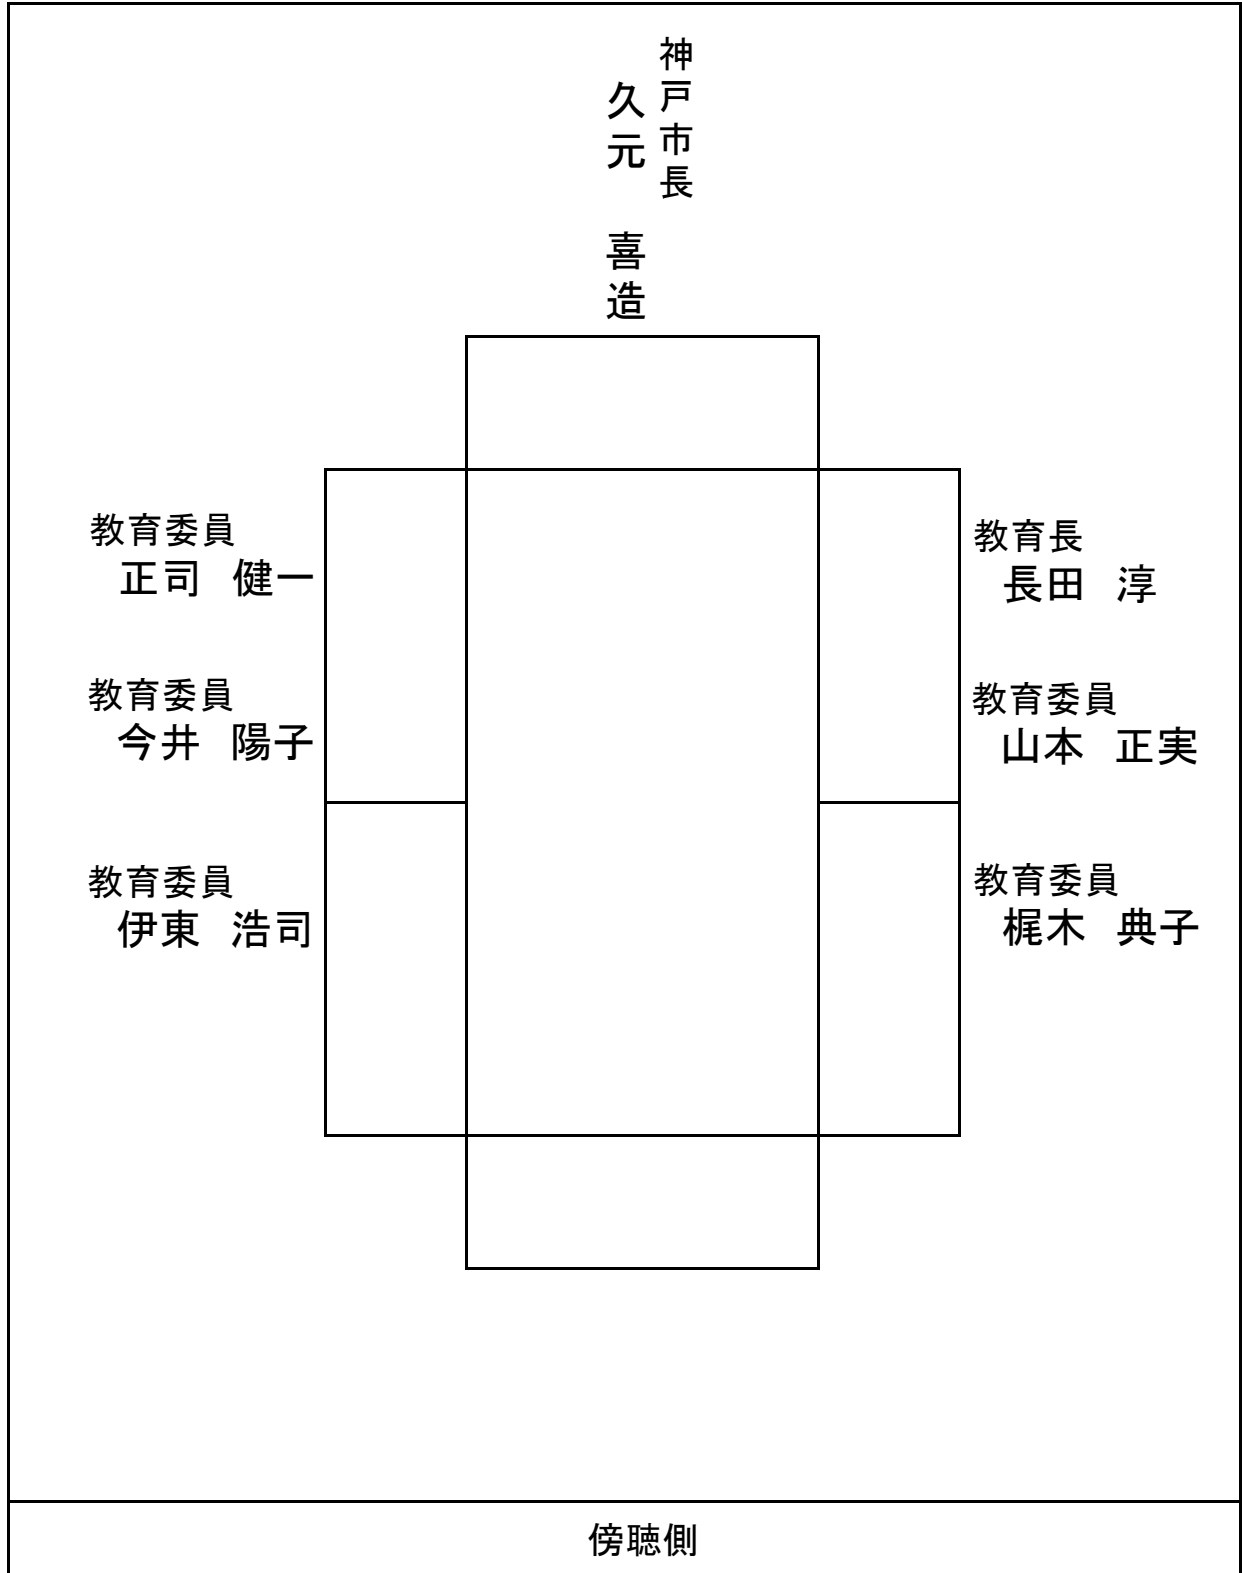 神戸市長
久元　喜造
教育委員
正司　健一
教育長
長田　淳
教育委員
今井　陽子
教育委員
山本　正実
教育委員
伊東　浩司
教育委員
梶木　典子
傍聴側